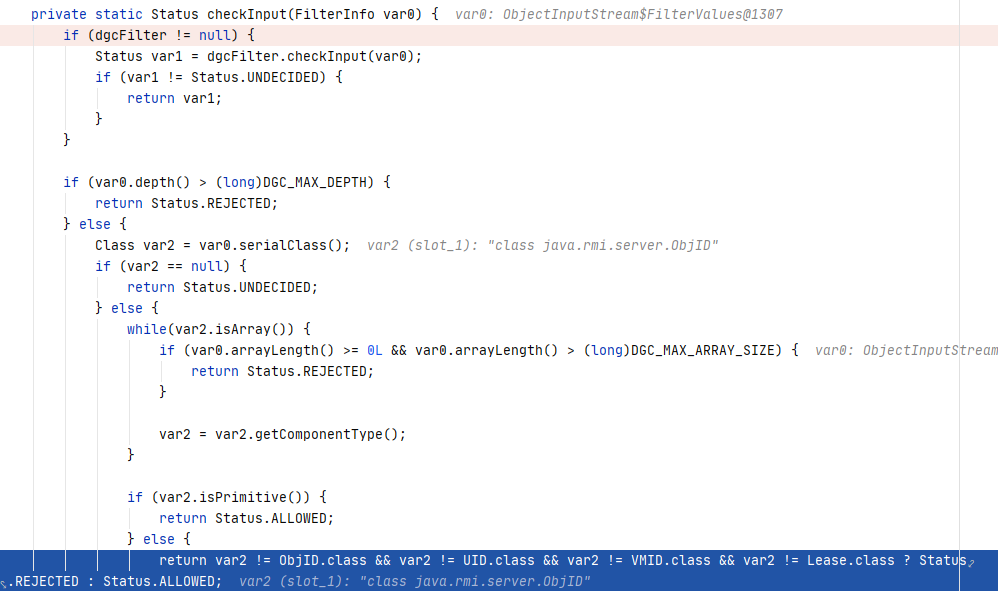 private static Status checkInput(FilterInfo var0) {  var0: ObjectInputStream$FilterValues@1307
    if (dgcFilter != null) {
        Status var1 = dgcFilter.checkInput(var0);
        if (var1 != Status.UNDECIDED) {
            return var1;
        }
    }

    if (var0.depth() > (long)DGC_MAX_DEPTH) {
        return Status.REJECTED;
    } else {
        Class var2 = var0.serialClass();  var2 (slot_1): "class java.rmi.server.ObjID"
        if (var2 == null) {
            return Status.UNDECIDED;
        } else {
            while(var2.isArray()) {
                if (var0.arrayLength() >= 0L && var0.arrayLength() > (long)DGC_MAX_ARRAY_SIZE) {  var0: ObjectInputStream
                    return Status.REJECTED;
                }

                var2 = var2.getComponentType();
            }

            if (var2.isPrimitive()) {
                return Status.ALLOWED;
            } else {
                return var2 != ObjID.class && var2 != UID.class && var2 != VMID.class && var2 != Lease.class ? Status
.REJECTED : Status.ALLOWED;  var2 (slot_1): "class java.rmi.server.ObjID"